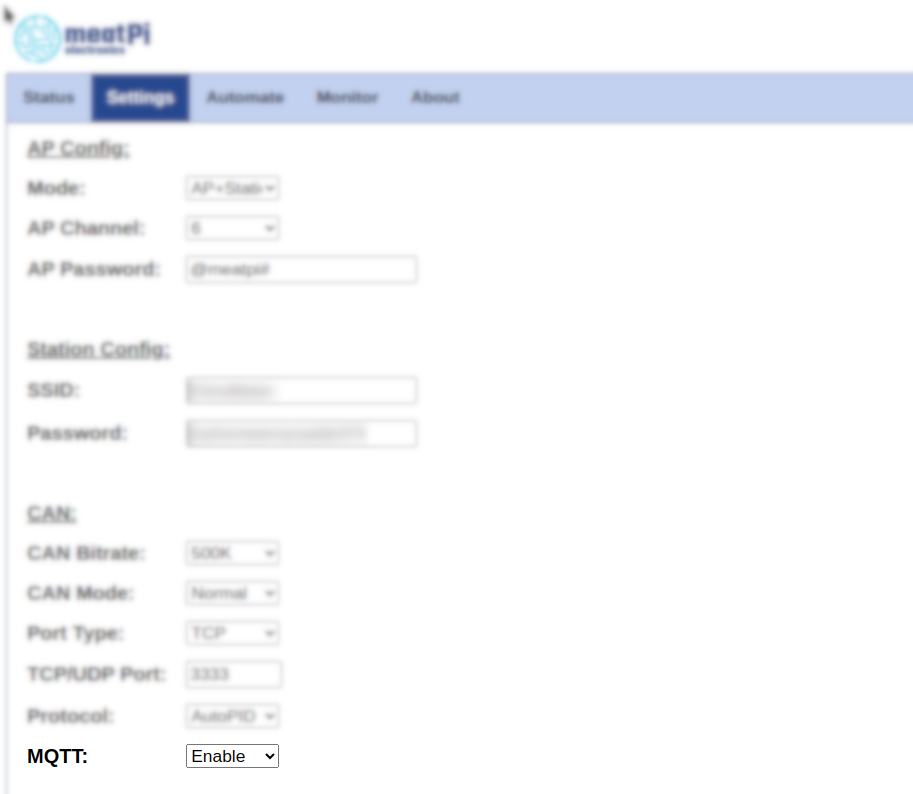 meatPi
electronics
Status Settings Automate Monitor About
AP Config:
Mode: AP+Stati
AP Channel: 6
AP Password: @meatpi#
Station Config:
SSID:
Password:
CAN:
CAN Bitrate: 500K
CAN Mode: Normal
Port Type: TCP
TCP/UDP Port: 3333
Protocol: AutoPID
MQTT: Enable